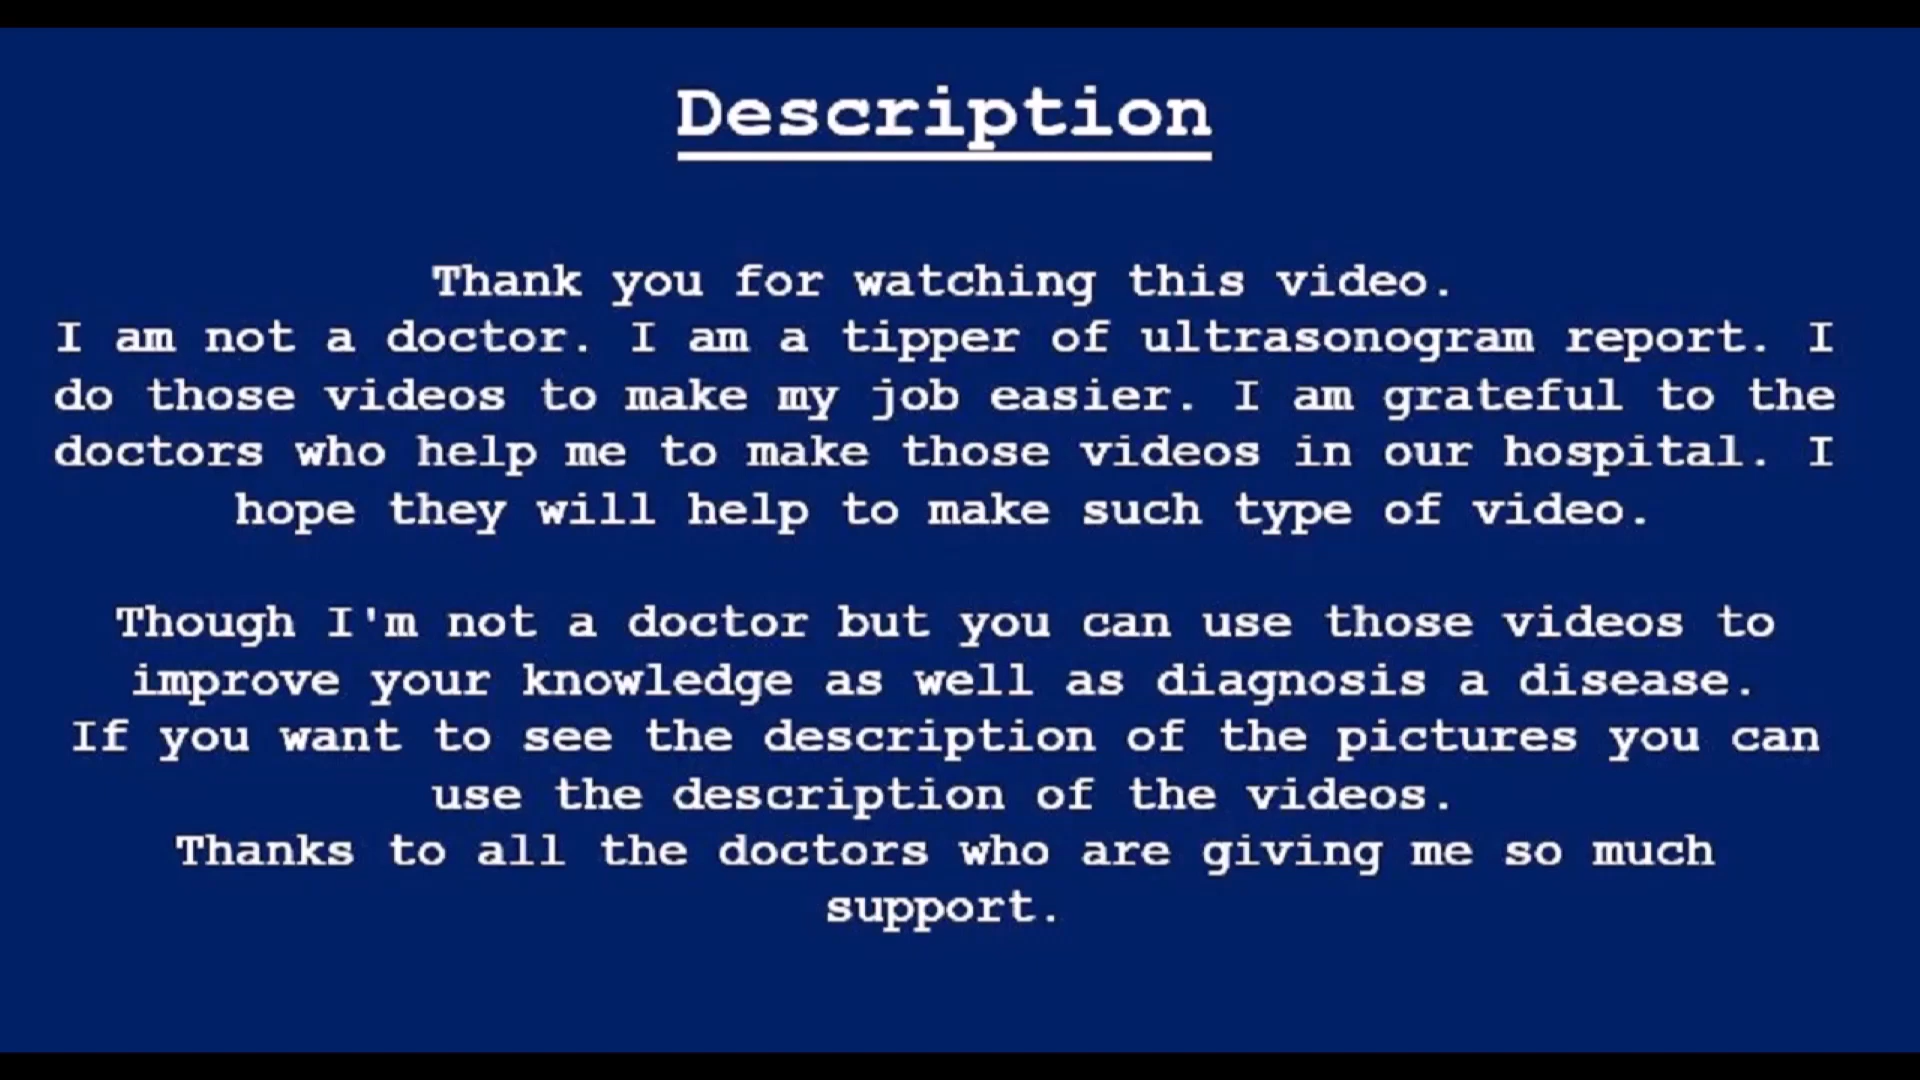 Description
Thank you for watching this video.
I am not a doctor. I am a tipper of ultrasonogram report. I
do those videos to make my job easier. I am grateful to the
doctors who help me to make those videos in our hospital. I
hope they will help to make such type of video.
Though I'm not a doctor but you can use those videos to
improve your knowledge as well as diagnosis a disease.
If you want to see the description of the pictures you can
use the description of the videos.
Thanks to all the doctors who are giving me so much
support.